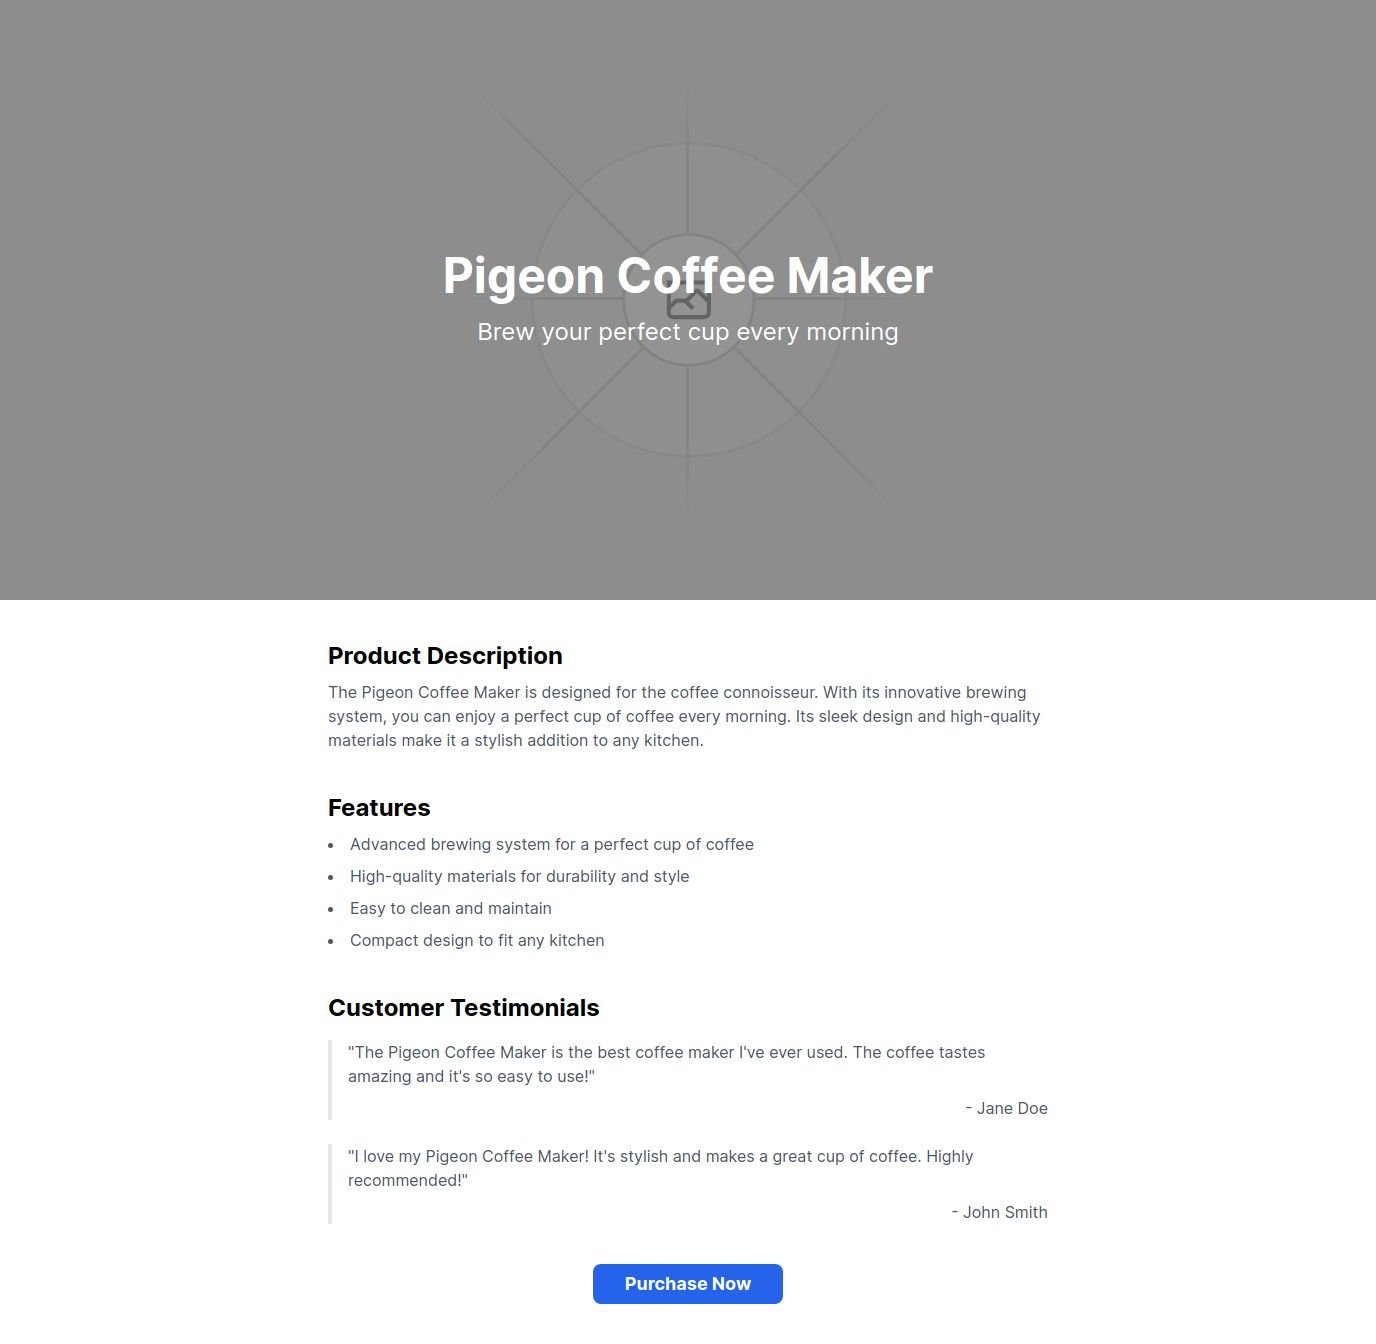 Pigeon Coffee Maker
Brew your perfect cup every morning
Product Description
The Pigeon Coffee Maker is designed for the coffee connoisseur. With its innovative brewing
system, you can enjoy a perfect cup of coffee every morning. Its sleek design and high-quality
materials make it a stylish addition to any kitchen.
Features
• Advanced brewing system for a perfect cup of coffee
• High-quality materials for durability and style
• Easy to clean and maintain
• Compact design to fit any kitchen
Customer Testimonials
"The Pigeon Coffee Maker is the best coffee maker I've ever used. The coffee tastes
amazing and it's so easy to use!"
- Jane Doe
"I love my Pigeon Coffee Maker! It's stylish and makes a great cup of coffee. Highly
recommended!"
- John Smith
Purchase Now